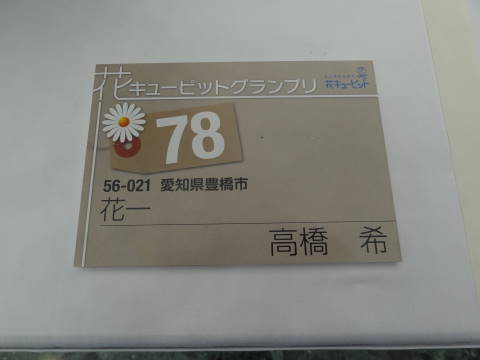 花キューピットグランプリ
花キューピット
78
56-021 愛知県豊橋市
花一
高橋 希